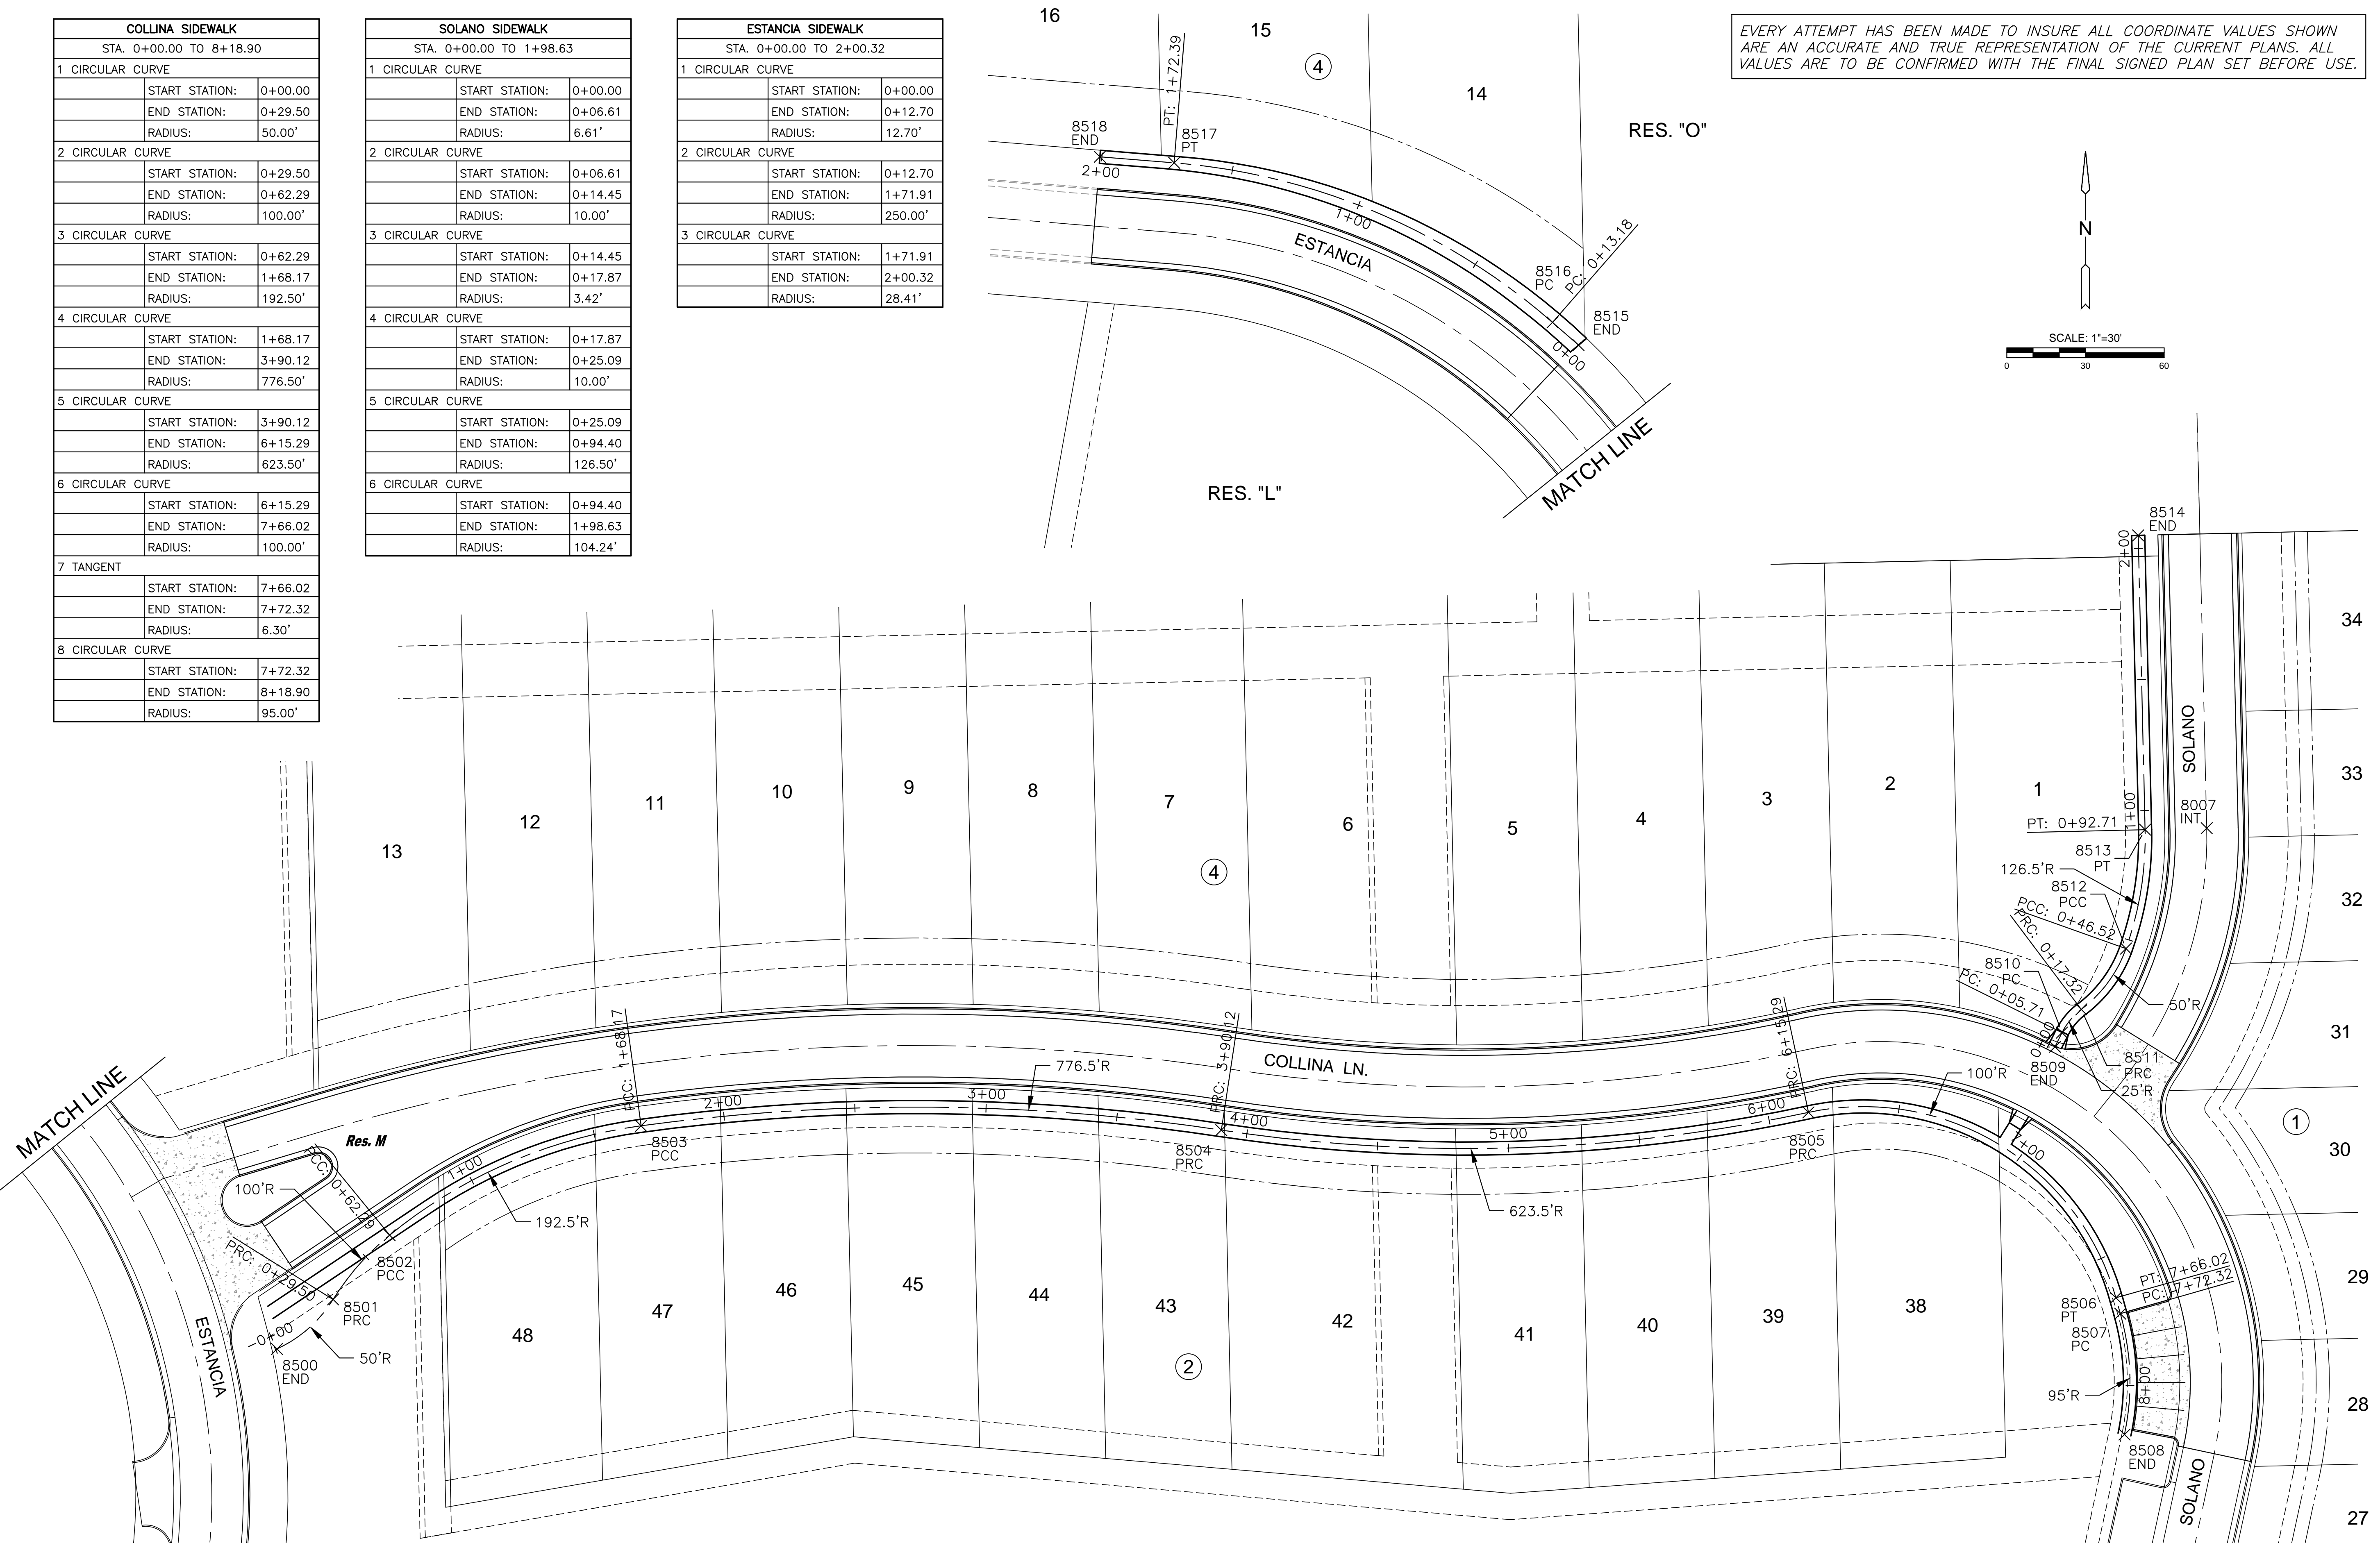 COLLINA SIDEWALK
STA. 0+00.00 TO 8+18.90
1 CIRCULAR CURVE
START STATION: 0+00.00
END STATION: 0+29.50
RADIUS: 50.00'
2 CIRCULAR CURVE
START STATION: 0+29.50
END STATION: 0+62.29
RADIUS: 100.00'
3 CIRCULAR CURVE
START STATION: 0+62.29
END STATION: 1+68.17
RADIUS: 192.50'
4 CIRCULAR CURVE
START STATION: 1+68.17
END STATION: 3+90.12
RADIUS: 776.50'
5 CIRCULAR CURVE
START STATION: 3+90.12
END STATION: 6+15.29
RADIUS: 623.50'
6 CIRCULAR CURVE
START STATION: 6+15.29
END STATION: 7+66.02
RADIUS: 100.00'
7 TANGENT
START STATION: 7+66.02
END STATION: 7+72.32
RADIUS: 6.30'
8 CIRCULAR CURVE
START STATION: 7+72.32
END STATION: 8+18.90
RADIUS: 95.00'
SOLANO SIDEWALK
STA. 0+00.00 TO 1+98.63
1 CIRCULAR CURVE
START STATION: 0+00.00
END STATION: 0+06.61
RADIUS: 6.61'
2 CIRCULAR CURVE
START STATION: 0+06.61
END STATION: 0+14.45
RADIUS: 10.00'
3 CIRCULAR CURVE
START STATION: 0+14.45
END STATION: 0+17.87
RADIUS: 3.42'
4 CIRCULAR CURVE
START STATION: 0+17.87
END STATION: 0+25.09
RADIUS: 10.00'
5 CIRCULAR CURVE
START STATION: 0+25.09
END STATION: 0+94.40
RADIUS: 126.50'
6 CIRCULAR CURVE
START STATION: 0+94.40
END STATION: 1+98.63
RADIUS: 104.24'
ESTANCIA SIDEWALK
STA. 0+00.00 TO 2+00.32
1 CIRCULAR CURVE
START STATION: 0+00.00
END STATION: 0+12.70
RADIUS: 12.70'
2 CIRCULAR CURVE
START STATION: 0+12.70
END STATION: 1+71.91
RADIUS: 250.00'
3 CIRCULAR CURVE
START STATION: 1+71.91
END STATION: 2+00.32
RADIUS: 28.41'
16
15
4
14
RES. "O"
PT: 1+72.39
8518
END
8517
PT
2+00
1+00
ESTANCIA
8516
PC
PC: 0+13.18
8515
END
0+00
MATCH LINE
RES. "L"
EVERY ATTEMPT HAS BEEN MADE TO INSURE ALL COORDINATE VALUES SHOWN
ARE AN ACCURATE AND TRUE REPRESENTATION OF THE CURRENT PLANS. ALL
VALUES ARE TO BE CONFIRMED WITH THE FINAL SIGNED PLAN SET BEFORE USE.
N
SCALE: 1"=30'
0 30 60
8514
END
2+00
34
SOLANO
33
8007
INT
1+00
PT: 0+92.71
8513
PT
126.5'R
8512
PCC
PCC: 0+46.52
PRC: 0+17.32
8510
PC
PC: 0+05.71
50'R
32
31
0+00
8509
END
8511
PRC
25'R
1
30
13
12
11
10
9
8
7
6
5
4
3
2
1
4
MATCH LINE
Res. M
PCC: 1+68.17
2+00
3+00
776.5'R
PRC: 3+90.12
4+00
COLLINA LN.
5+00
6+00
PRC: 6+15.29
100'R
7+00
8503
PCC
8504
PRC
8505
PRC
1+00
PCC: 0+62.29
100'R
192.5'R
623.5'R
PRC: 0+29.50
8502
PCC
8501
PRC
0+00
50'R
8500
END
ESTANCIA
48
47
46
45
44
43
42
41
40
39
38
2
PT: 7+66.02
PC: 7+72.32
8506
PT
8507
PC
95'R
8+00
8508
END
SOLANO
29
28
27